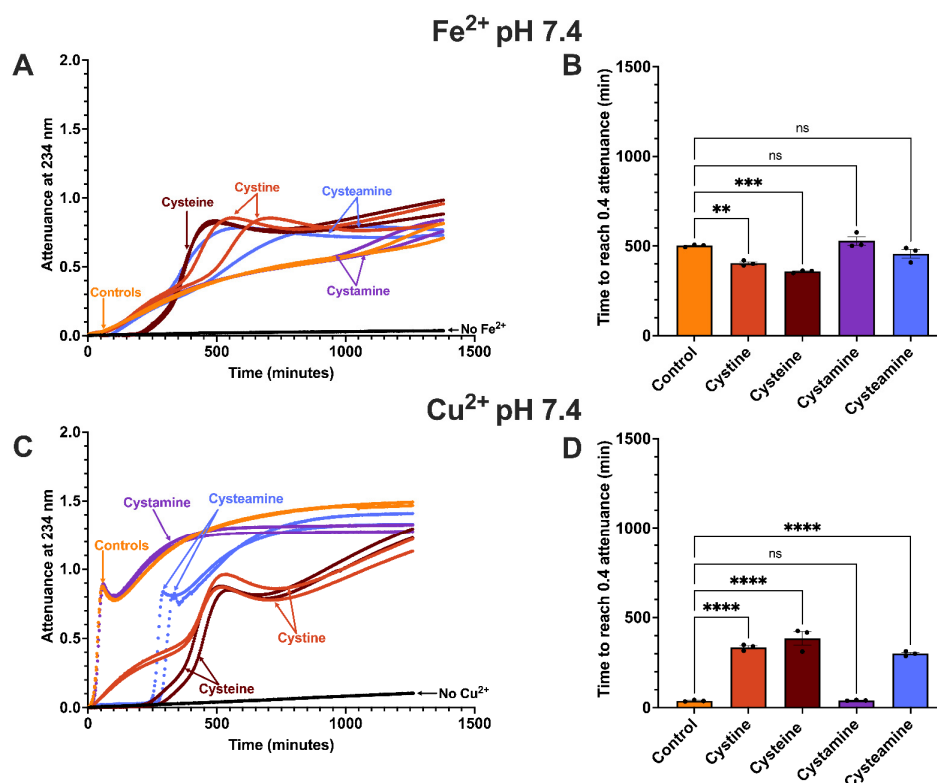 Fe²⁺ pH 7.4
A
Attenuance at 234 nm
2.0
1.5
1.0
0.5
0.0
Cysteine
Cystine
Cysteamine
Controls
Cystamine
No Fe²⁺
0
500
1000
1500
Time (minutes)
B
Time to reach 0.4 attenuance (min)
1500
1000
500
0
ns
ns
***
**
Control
Cystine
Cysteine
Cystamine
Cysteamine
Cu²⁺ pH 7.4
C
Attenuance at 234 nm
2.0
1.5
1.0
0.5
0.0
Cystamine
Cysteamine
Controls
Cystine
Cysteine
No Cu²⁺
0
500
1000
1500
Time (minutes)
D
Time to reach 0.4 attenuance (min)
1500
1000
500
0
****
ns
****
****
Control
Cystine
Cysteine
Cystamine
Cysteamine